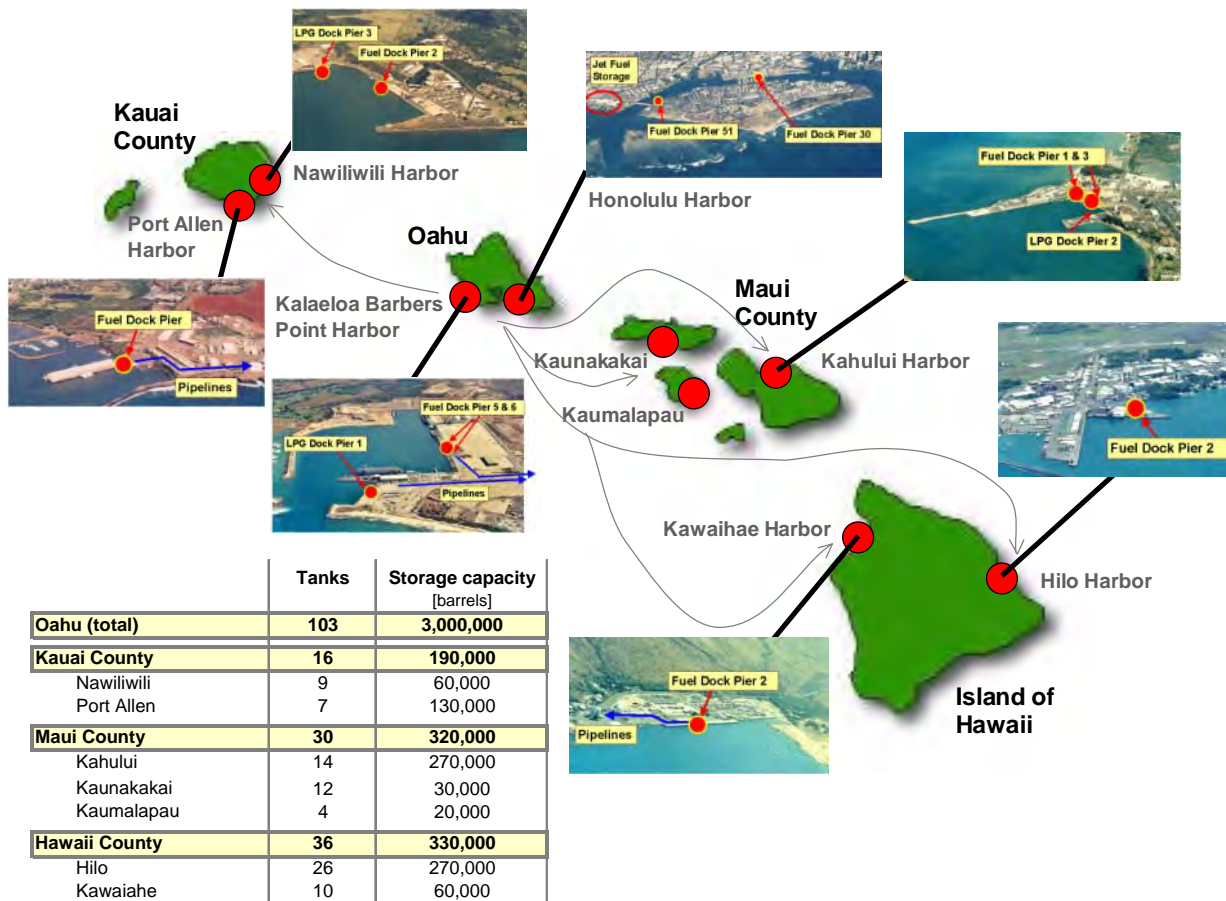 LPG Dock Pier 3
Fuel Dock Pier 2
Jet Fuel
Storage
Fuel Dock Pier 51
Fuel Dock Pier 30
Kauai
County
Nawiliwili Harbor
Port Allen
Harbor
Honolulu Harbor
Fuel Dock Pier 1 & 3
LPG Dock Pier 2
Oahu
Kalaeloa Barbers
Point Harbor
Fuel Dock Pier
Pipelines
Maui
County
Kaunakakai
Kahului Harbor
Kaumalapau
Fuel Dock Pier 5 & 6
LPG Dock Pier 1
Pipelines
Fuel Dock Pier 2
Kawaihae Harbor
Hilo Harbor
Fuel Dock Pier 2
Pipelines
Island of
Hawaii
Tanks Storage capacity
[barrels]
Oahu (total) 103 3,000,000
Kauai County 16 190,000
Nawiliwili 9 60,000
Port Allen 7 130,000
Maui County 30 320,000
Kahului 14 270,000
Kaunakakai 12 30,000
Kaumalapau 4 20,000
Hawaii County 36 330,000
Hilo 26 270,000
Kawaiahe 10 60,000